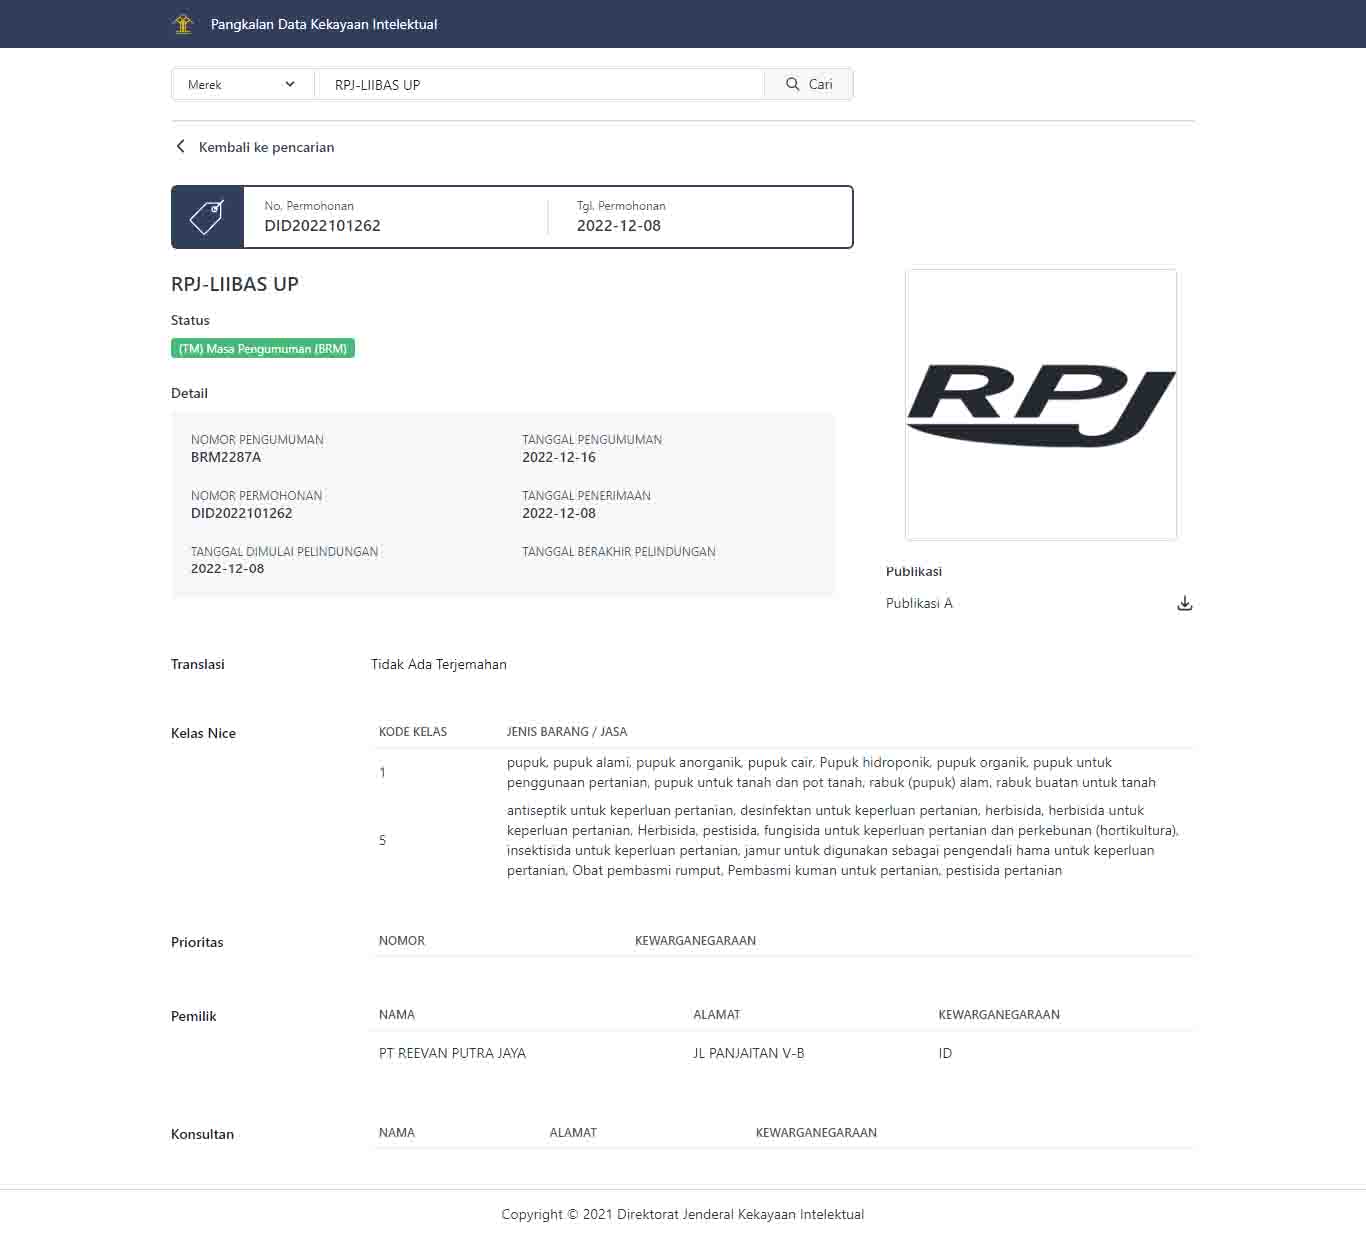 Pangkalan Data Kekayaan Intelektual
Merek
RPJ-LIIBAS UP
Cari
Kembali ke pencarian
No. Permohonan
DID2022101262
Tgl. Permohonan
2022-12-08
RPJ-LIIBAS UP
Status
(TM) Masa Pengumuman (BRM)
Detail
NOMOR PENGUMUMAN
BRM2287A
TANGGAL PENGUMUMAN
2022-12-16
NOMOR PERMOHONAN
DID2022101262
TANGGAL PENERIMAAN
2022-12-08
TANGGAL DIMULAI PELINDUNGAN
2022-12-08
TANGGAL BERAKHIR PELINDUNGAN
RPJ
Publikasi
Publikasi A
Translasi
Tidak Ada Terjemahan
Kelas Nice
KODE KELAS
JENIS BARANG / JASA
1
pupuk, pupuk alami, pupuk anorganik, pupuk cair, Pupuk hidroponik, pupuk organik, pupuk untuk
penggunaan pertanian, pupuk untuk tanah dan pot tanah, rabuk (pupuk) alam, rabuk buatan untuk tanah
5
antiseptik untuk keperluan pertanian, desinfektan untuk keperluan pertanian, herbisida, herbisida untuk
keperluan pertanian, Herbisida, pestisida, fungisida untuk keperluan pertanian dan perkebunan (hortikultura),
insektisida untuk keperluan pertanian, jamur untuk digunakan sebagai pengendali hama untuk keperluan
pertanian, Obat pembasmi rumput, Pembasmi kuman untuk pertanian, pestisida pertanian
Prioritas
NOMOR
KEWARGANEGARAAN
Pemilik
NAMA
ALAMAT
KEWARGANEGARAAN
PT REEVAN PUTRA JAYA
JL PANJAITAN V-B
ID
Konsultan
NAMA
ALAMAT
KEWARGANEGARAAN
Copyright © 2021 Direktorat Jenderal Kekayaan Intelektual